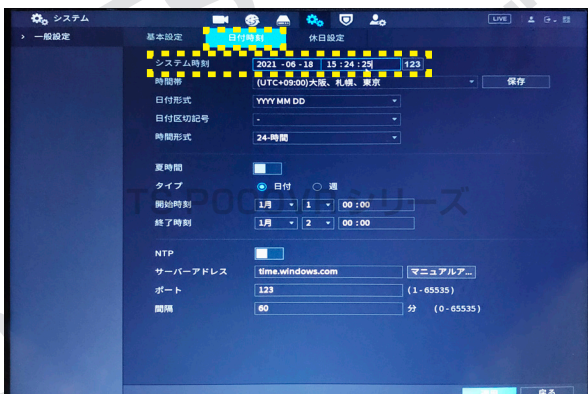 システム LIVE
> 一般設定 基本設定 日付時刻 休日設定
システム時刻 2021 -06 -18 15 : 24 : 25 123
時間帯 (UTC+09:00)大阪、札幌、東京 保存
日付形式 YYYY MM DD
日付区切記号 -
時間形式 24-時間
夏時間
タイプ 日付 週
開始時刻 1月 1 00 : 00
終了時刻 1月 2 00 : 00
NTP
サーバーアドレス time.windows.com マニュアルア...
ポート 123 (1 - 65535)
間隔 60 分 (0 - 65535)
戻る